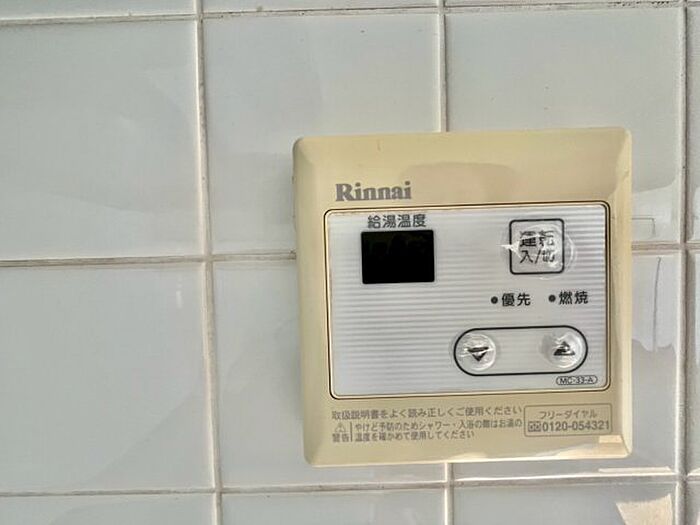 Rinnai
給湯温度
運転
入/切
優先 燃焼
MC-33-A
取扱説明書をよく読み正しくご使用ください
警告 やけど予防のためシャワー・入浴の際はお湯の
温度を確かめて使用してください
フリーダイヤル
0120-054321